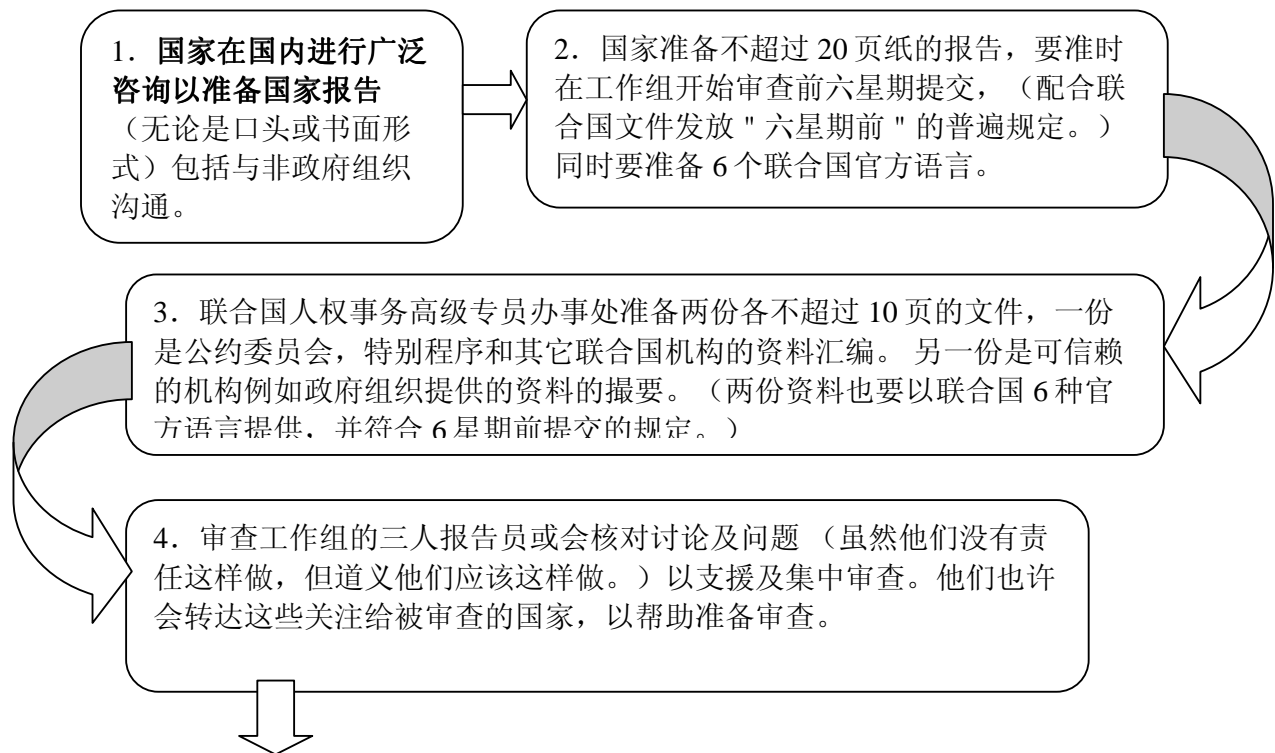 1．国家在国内进行广泛
咨询以准备国家报告
（无论是口头或书面形
式）包括与非政府组织
沟通。
2．国家准备不超过 20 页纸的报告，要准时
在工作组开始审查前六星期提交，（配合联
合国文件发放＂六星期前＂的普遍规定。）
同时要准备 6 个联合国官方语言。
3．联合国人权事务高级专员办事处准备两份各不超过 10 页的文件，一份
是公约委员会，特别程序和其它联合国机构的资料汇编。 另一份是可信赖
的机构例如政府组织提供的资料的撮要。（两份资料也要以联合国 6 种官
方语言提供，并符合 6 星期前提交的规定。）
4．审查工作组的三人报告员或会核对讨论及问题 （虽然他们没有责
任这样做，但道义他们应该这样做。）以支援及集中审查。他们也许
会转达这些关注给被审查的国家，以帮助准备审查。